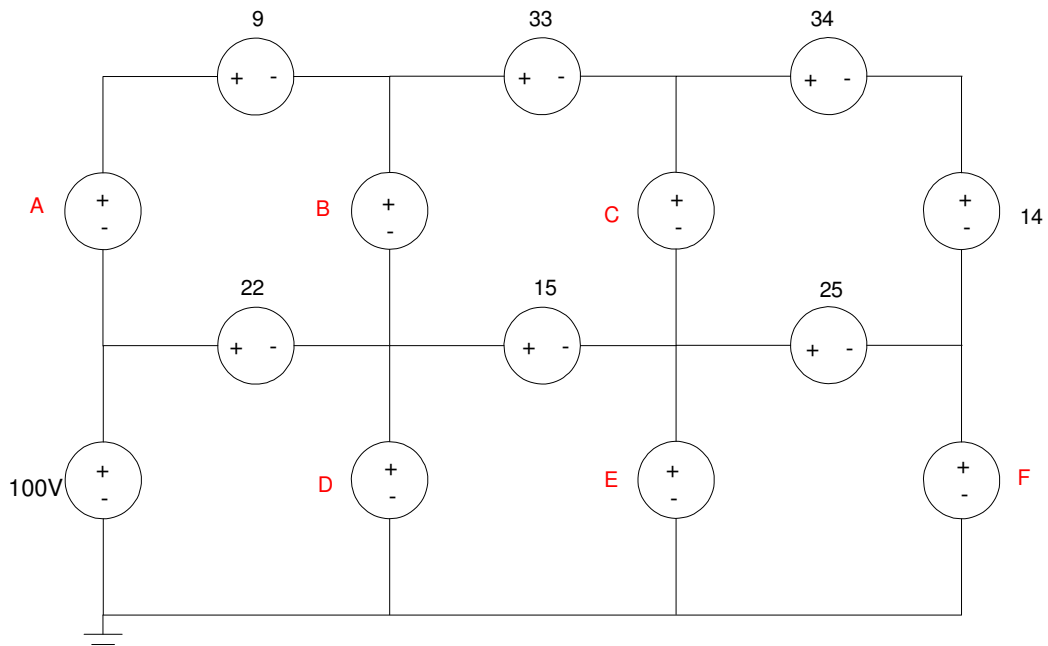 9 33 34
+ - + - + -
A + B + C + +
- - - - 14
22 15 25
+ - + - + -
+ + + +
100V D E F
- - - -